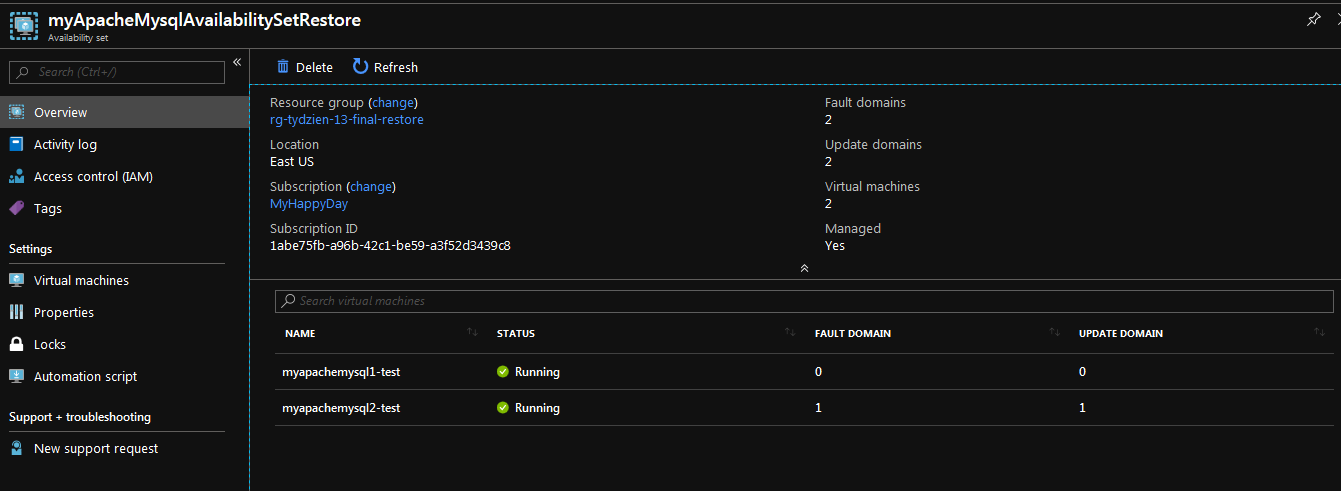 myApacheMysqlAvailabilitySetRestore
Availability set
Search (Ctrl+/)
Overview
Activity log
Access control (IAM)
Tags
Settings
Virtual machines
Properties
Locks
Automation script
Support + troubleshooting
New support request
Delete Refresh
Resource group (change)
rg-tydzien-13-final-restore
Location
East US
Subscription (change)
MyHappyDay
Subscription ID
1abe75fb-a96b-42c1-be59-a3f52d3439c8
Fault domains
2
Update domains
2
Virtual machines
2
Managed
Yes
Search virtual machines
NAME STATUS FAULT DOMAIN UPDATE DOMAIN
myapachemysql1-test Running 0 0
myapachemysql2-test Running 1 1